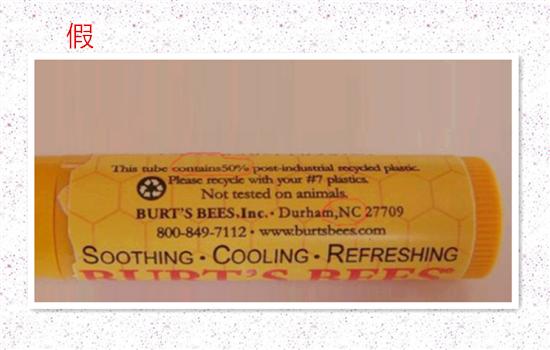 假
This tube contains50% post-industrial recycled plastic.
Please recycle with your #7 plastics.
Not tested on animals.
BURT'S BEES.Inc.· Durham,NC 27709
800-849-7112 · www.burtsbees.com
SOOTHING · COOLING · REFRESHING
BURT'S BEES®